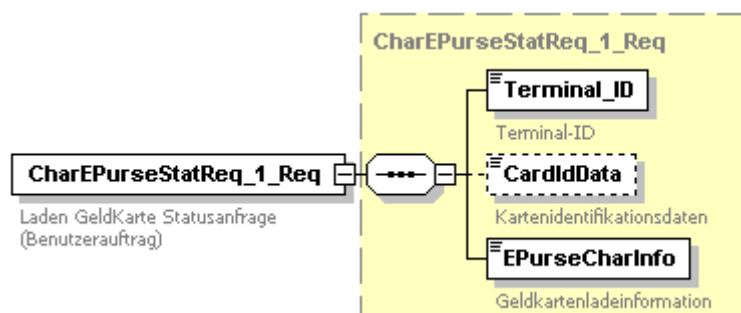 CharEPurseStatReq_1_Req
Terminal_ID
Terminal-ID
CharEPurseStatReq_1_Req
Laden GeldKarte Statusanfrage
(Benutzerauftrag)
CardIdData
Kartenidentifikationsdaten
EPurseCharInfo
Geldkartenladeinformation